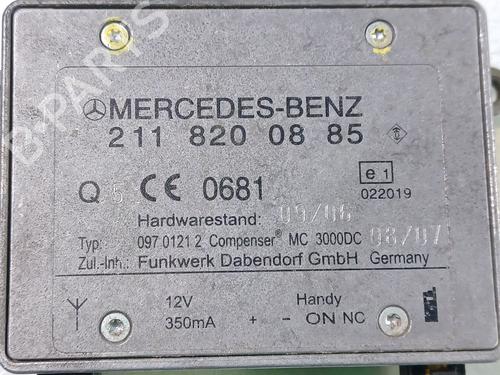 MERCEDES-BENZ
211 820 08 85
Q 5 CE 0681 e1
022019
Hardwarestand: 09/06
Typ: 097 0121 2 Compenser® MC 3000DC 08/07
Zul.-Inh.: Funkwerk Dabendorf GmbH Germany
12V Handy
350mA + - ON NC
B-PARTS